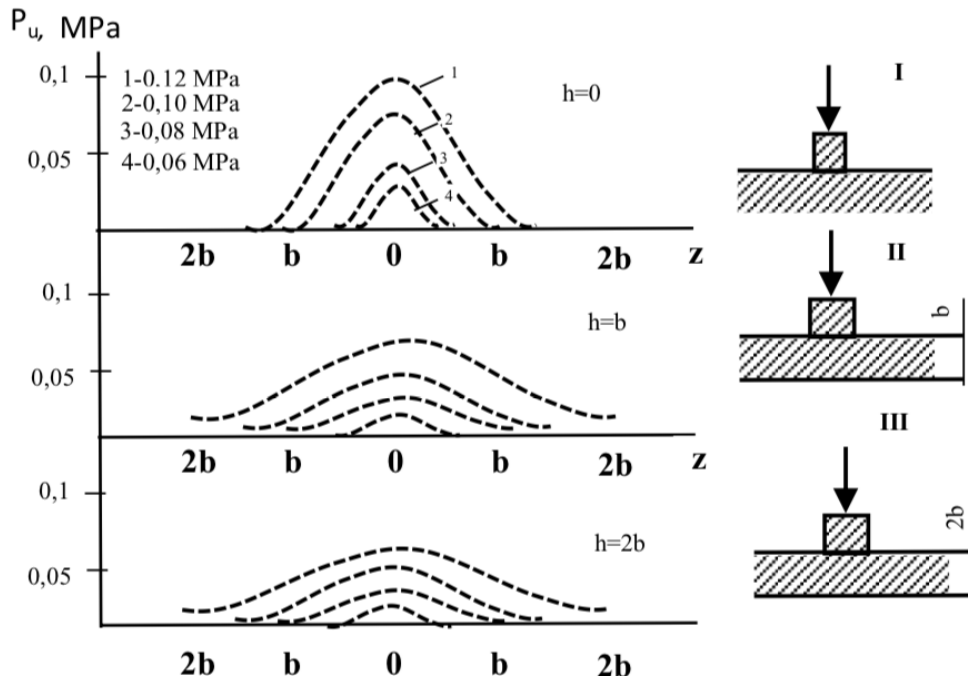 Pu, MPa
0,1
1-0.12 MPa
2-0,10 MPa
3-0,08 MPa
4-0,06 MPa
0,05
1
2
3
4
h=0
I
2b b 0 b 2b z
II
0,1
h=b
b
0,05
2b b 0 b 2b z
III
0,1
h=2b
2b
0,05
2b b 0 b 2b